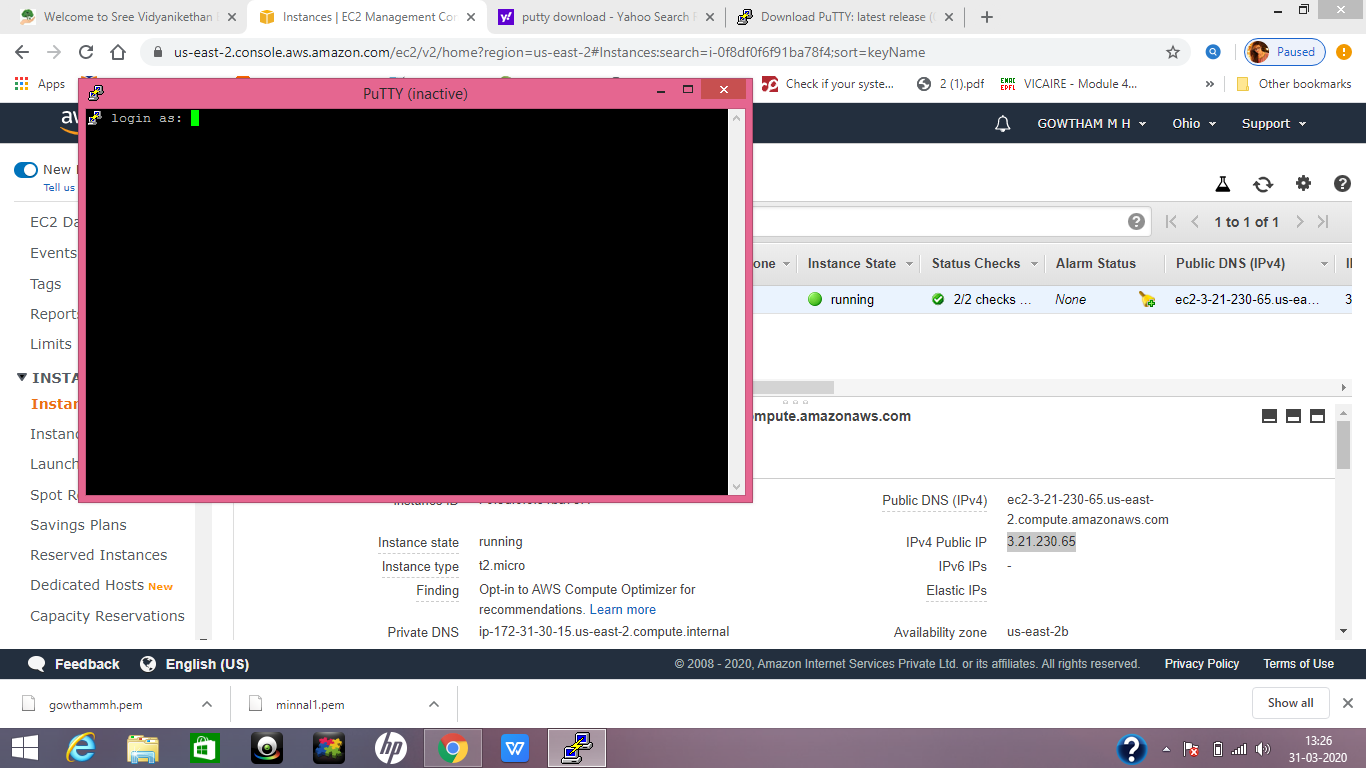 Welcome to Sree Vidyanikethan
Instances | EC2 Management Con
putty download - Yahoo Search
Download PuTTY: latest release (
us-east-2.console.aws.amazon.com/ec2/v2/home?region=us-east-2#Instances:search=i-0f8df0f6f91ba78f4;sort=keyName
Paused
Apps
Check if your syste...
2 (1).pdf
VICAIRE - Module 4...
»
Other bookmarks
PuTTY (inactive)
login as:
aw
GOWTHAM M H
Ohio
Support
New
Tell us
EC2 Da
Events
Tags
Reports
Limits
INSTA
Instan
Instanc
Launch
Spot Re
Savings Plans
Reserved Instances
Dedicated Hosts New
Capacity Reservations
1 to 1 of 1
one
Instance State
Status Checks
Alarm Status
Public DNS (IPv4)
running
2/2 checks ...
None
ec2-3-21-230-65.us-ea...
3
ompute.amazonaws.com
Public DNS (IPv4)
ec2-3-21-230-65.us-east-
2.compute.amazonaws.com
Instance state
running
IPv4 Public IP
3.21.230.65
Instance type
t2.micro
IPv6 IPs
-
Finding
Opt-in to AWS Compute Optimizer for
recommendations. Learn more
Elastic IPs
Private DNS
ip-172-31-30-15.us-east-2.compute.internal
Availability zone
us-east-2b
Feedback
English (US)
© 2008 - 2020, Amazon Internet Services Private Ltd. or its affiliates. All rights reserved.
Privacy Policy
Terms of Use
gowthammh.pem
minnal1.pem
Show all
13:26
31-03-2020